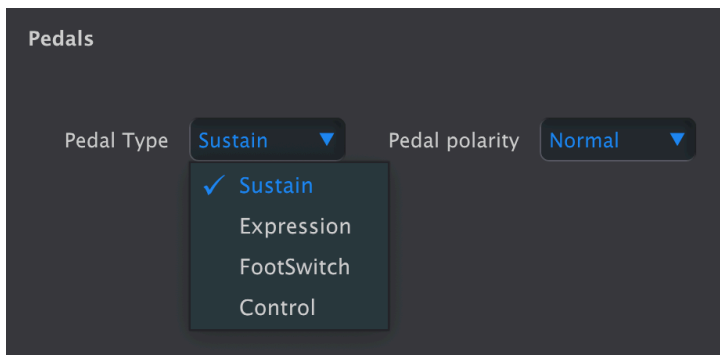 Pedals
Pedal Type Sustain Pedal polarity Normal
Sustain
Expression
FootSwitch
Control